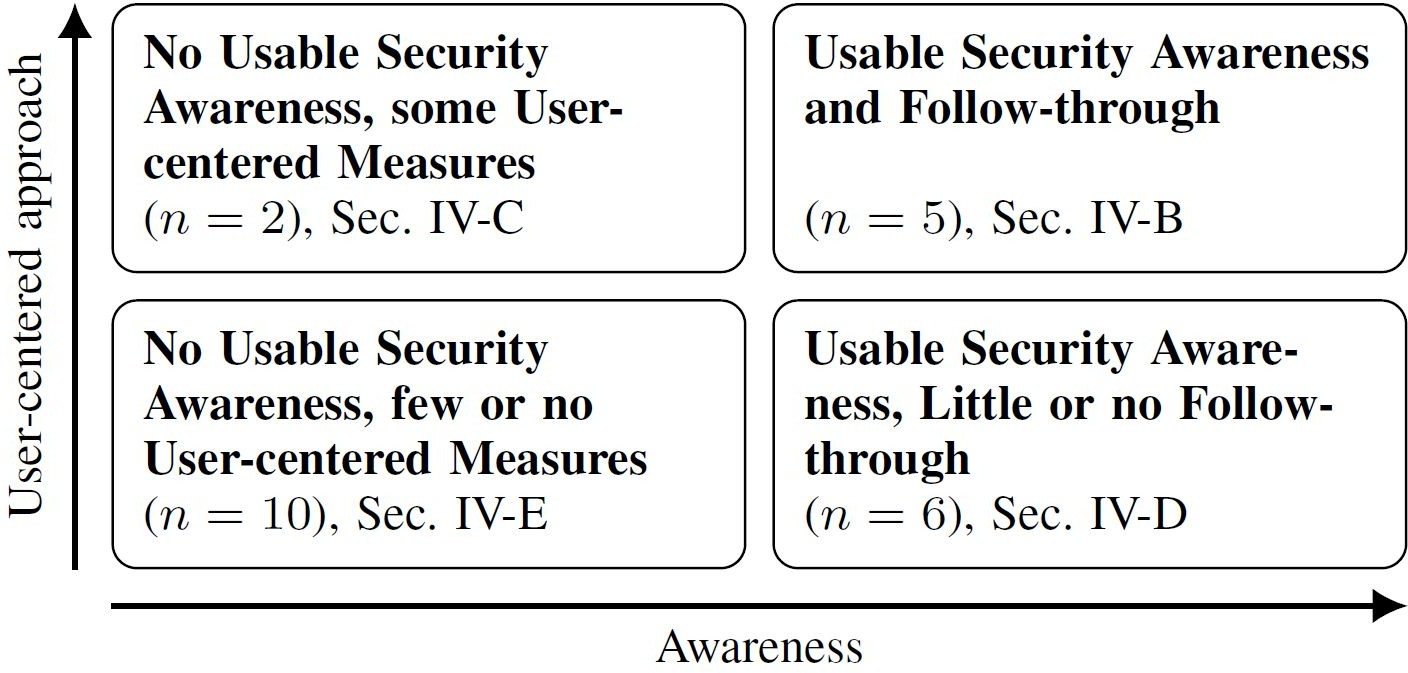 User-centered approach
No Usable Security
Awareness, some User-
centered Measures
(n = 2), Sec. IV-C
Usable Security Awareness
and Follow-through
(n = 5), Sec. IV-B
No Usable Security
Awareness, few or no
User-centered Measures
(n = 10), Sec. IV-E
Usable Security Aware-
ness, Little or no Follow-
through
(n = 6), Sec. IV-D
Awareness